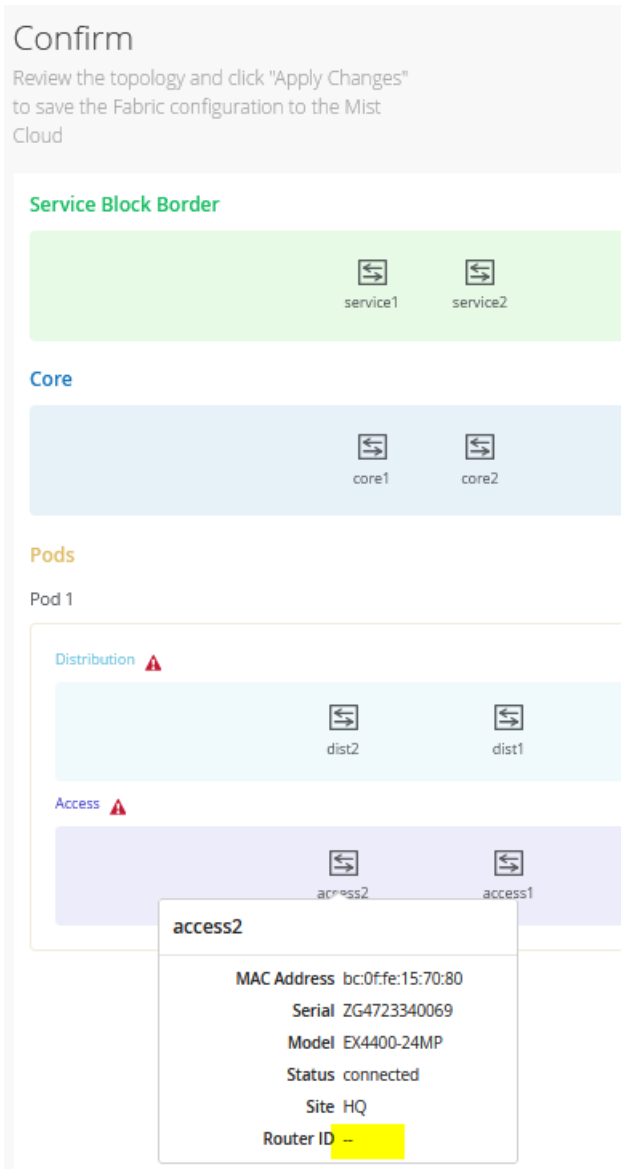 Confirm
Review the topology and click "Apply Changes"
to save the Fabric configuration to the Mist
Cloud
Service Block Border
service1 service2
Core
core1 core2
Pods
Pod 1
Distribution
dist2 dist1
Access
access2 access1
access2
MAC Address bc:0f:fe:15:70:80
Serial ZG4723340069
Model EX4400-24MP
Status connected
Site HQ
Router ID --